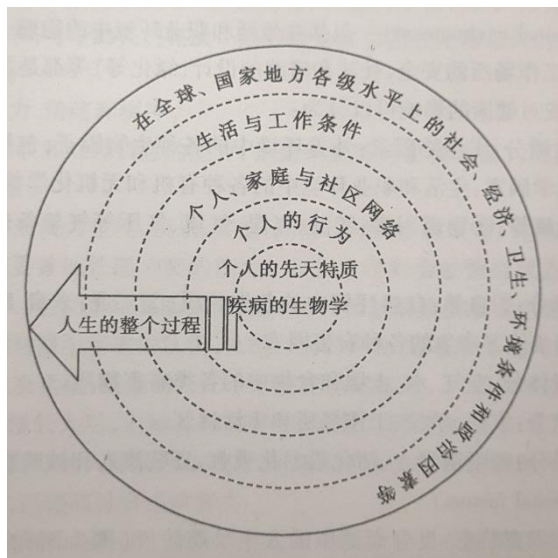 在全球、国家地方各级水平上的社会、经济、卫生、环境条件和政治因素等
生活与工作条件
个人、家庭与社区网络
个人的行为
个人的先天特质
疾病的生物学
人生的整个过程